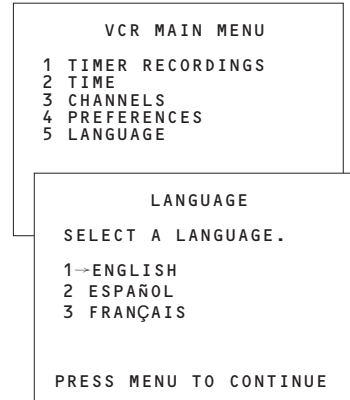 VCR MAIN MENU
1 TIMER RECORDINGS
2 TIME
3 CHANNELS
4 PREFERENCES
5 LANGUAGE
LANGUAGE
SELECT A LANGUAGE.
1→ENGLISH
2 ESPAÑOL
3 FRANÇAIS
PRESS MENU TO CONTINUE